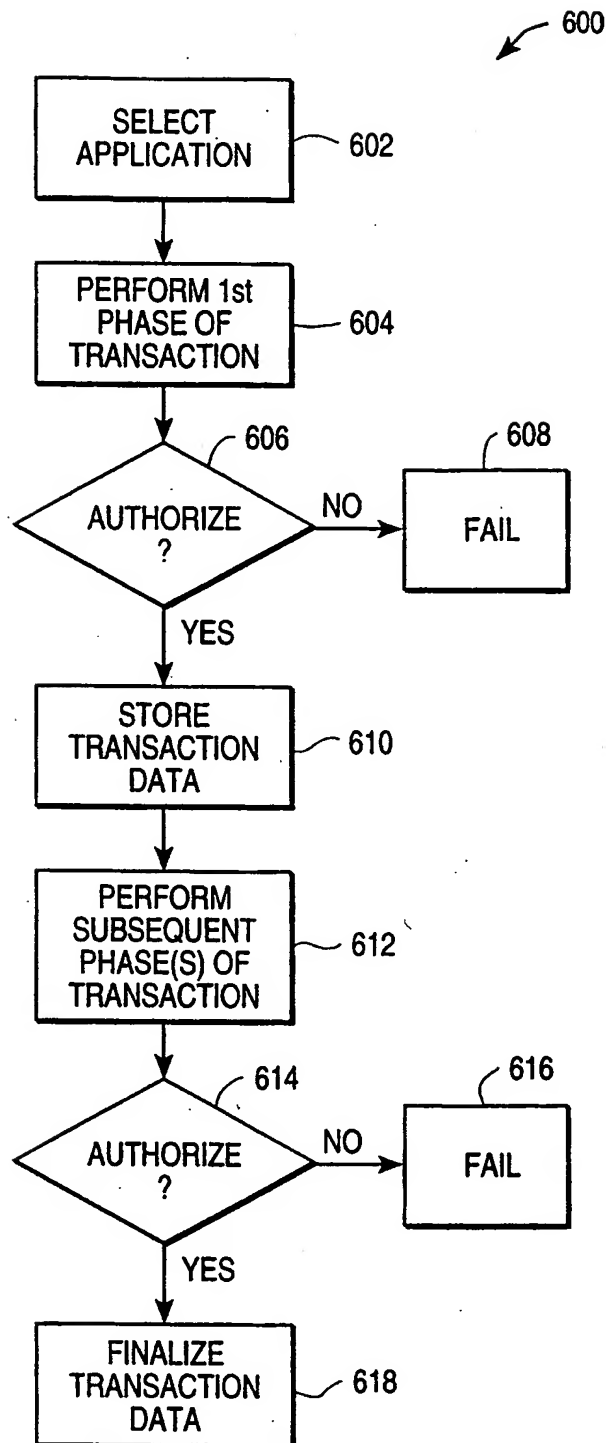 600
SELECT
APPLICATION
602
PERFORM 1st
PHASE OF
TRANSACTION
604
606
AUTHORIZE
?
NO
608
FAIL
YES
STORE
TRANSACTION
DATA
610
PERFORM
SUBSEQUENT
PHASE(S) OF
TRANSACTION
612
614
AUTHORIZE
?
NO
616
FAIL
YES
FINALIZE
TRANSACTION
DATA
618